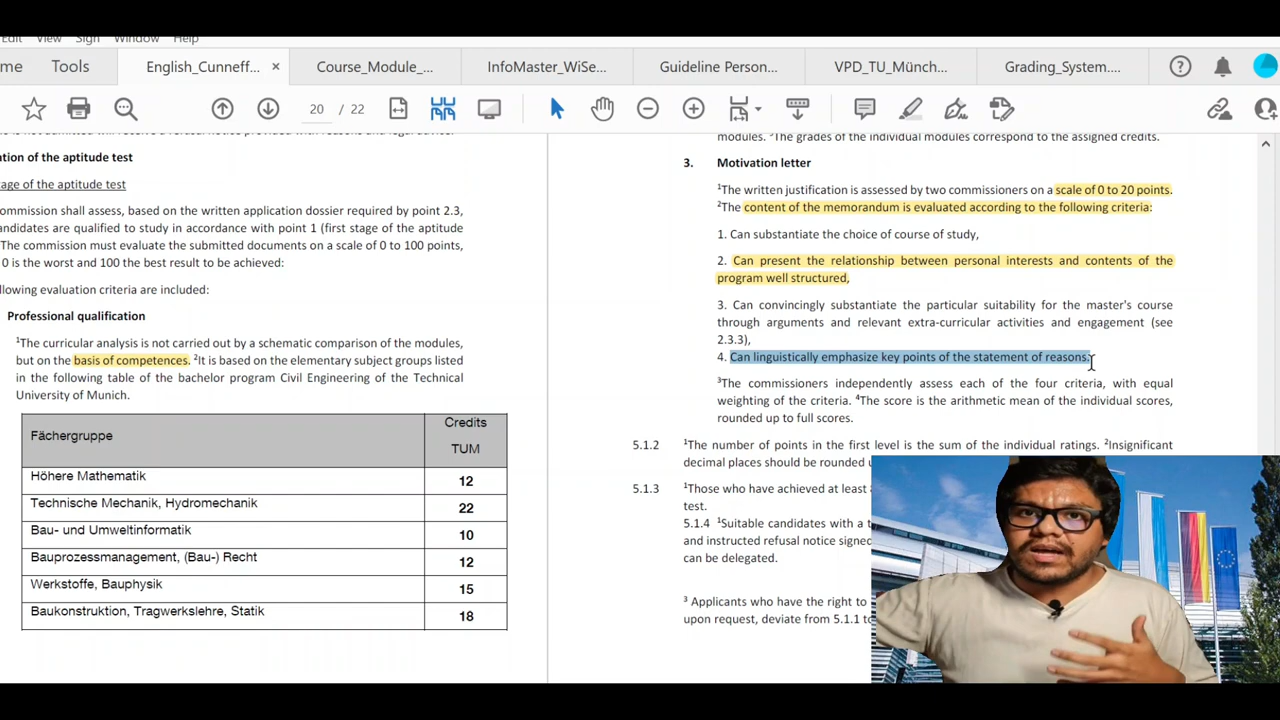 Edit View Sign Window Help
Tools
English_Cunneff... ×
Course_Module_...
InfoMaster_WiSe...
Guideline Person...
VPD_TU_Münch...
Grading_System....
20 / 22
tion of the aptitude test
tage of the aptitude test
ommission shall assess, based on the written application dossier required by point 2.3,
andidates are qualified to study in accordance with point 1 (first stage of the aptitude
The commission must evaluate the submitted documents on a scale of 0 to 100 points,
0 is the worst and 100 the best result to be achieved:
llowing evaluation criteria are included:
Professional qualification
¹The curricular analysis is not carried out by a schematic comparison of the modules,
but on the basis of competences. ²It is based on the elementary subject groups listed
in the following table of the bachelor program Civil Engineering of the Technical
University of Munich.
Fächergruppe Credits TUM
Höhere Mathematik 12
Technische Mechanik, Hydromechanik 22
Bau- und Umweltinformatik 10
Bauprozessmanagement, (Bau-) Recht 12
Werkstoffe, Bauphysik 15
Baukonstruktion, Tragwerkslehre, Statik 18
modules. ³The grades of the individual modules correspond to the assigned credits.
3. Motivation letter
¹The written justification is assessed by two commissioners on a scale of 0 to 20 points.
²The content of the memorandum is evaluated according to the following criteria:
1. Can substantiate the choice of course of study,
2. Can present the relationship between personal interests and contents of the
program well structured,
3. Can convincingly substantiate the particular suitability for the master's course
through arguments and relevant extra-curricular activities and engagement (see
2.3.3),
4. Can linguistically emphasize key points of the statement of reasons.
³The commissioners independently assess each of the four criteria, with equal
weighting of the criteria. ⁴The score is the arithmetic mean of the individual scores,
rounded up to full scores.
5.1.2 ¹The number of points in the first level is the sum of the individual ratings. ²Insignificant
decimal places should be rounded
5.1.3 ¹Those who have achieved at least
test.
5.1.4 ¹Suitable candidates with a
and instructed refusal notice signed
can be delegated.
³ Applicants who have the right to
upon request, deviate from 5.1.1